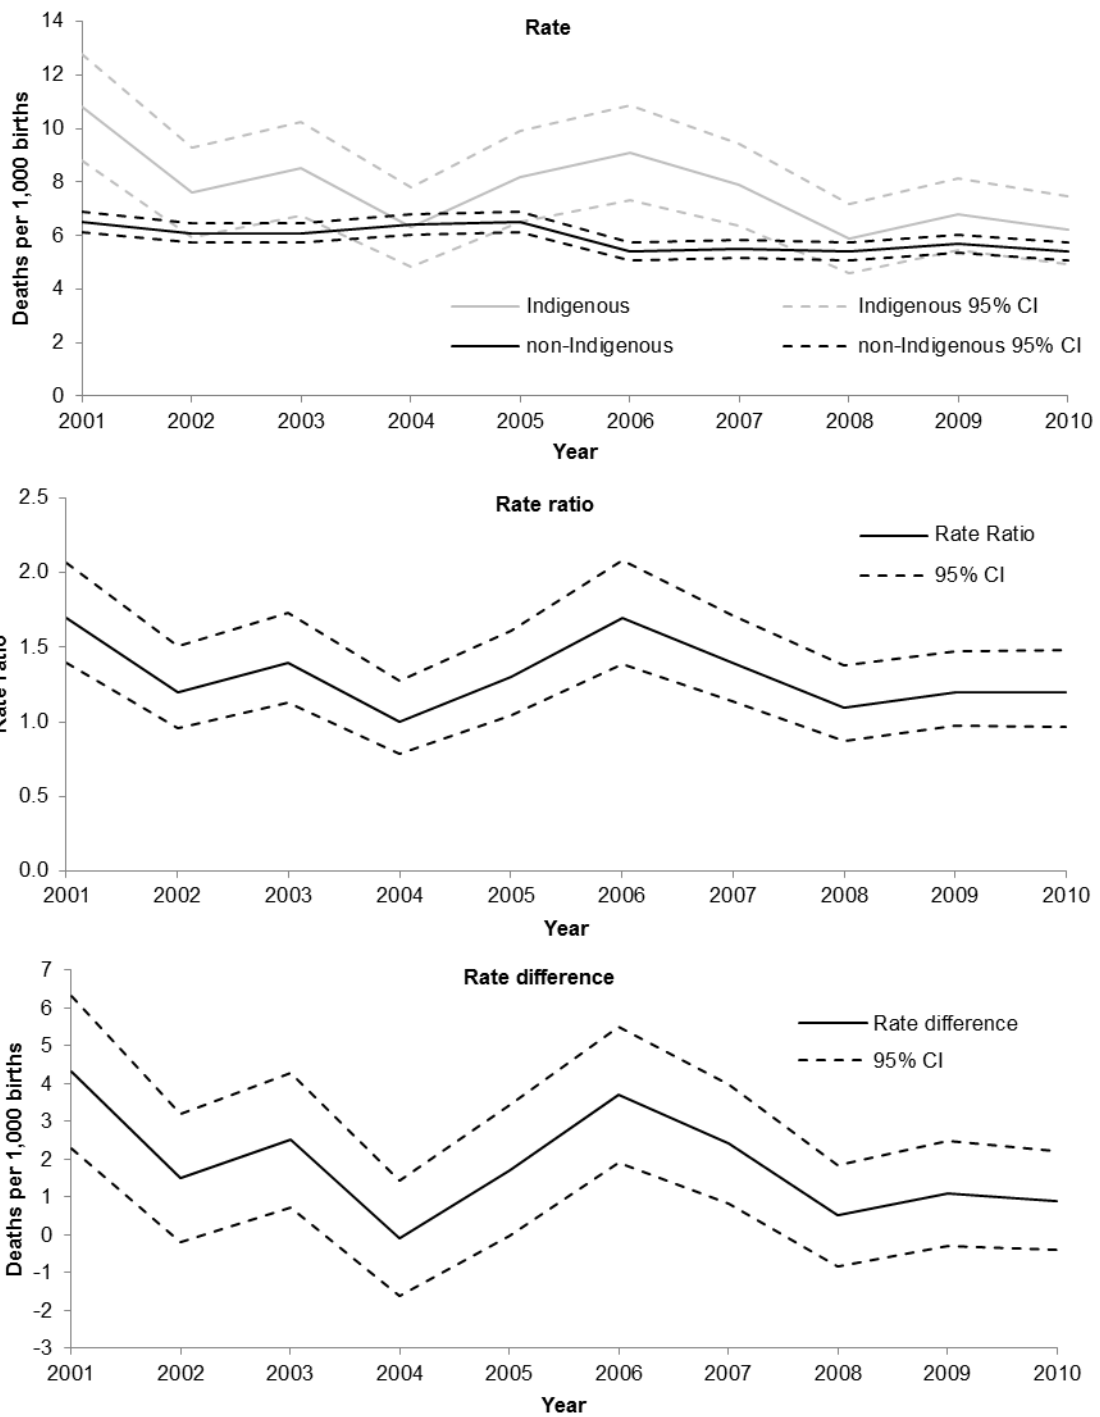 Rate
14
12
10
8
6
4
2
0
Deaths per 1,000 births
Indigenous
Indigenous 95% CI
non-Indigenous
non-Indigenous 95% CI
2001 2002 2003 2004 2005 2006 2007 2008 2009 2010
Year
Rate ratio
2.5
2.0
1.5
1.0
0.5
0.0
Rate ratio
Rate Ratio
95% CI
2001 2002 2003 2004 2005 2006 2007 2008 2009 2010
Year
Rate difference
7
6
5
4
3
2
1
0
-1
-2
-3
Deaths per 1,000 births
Rate difference
95% CI
2001 2002 2003 2004 2005 2006 2007 2008 2009 2010
Year